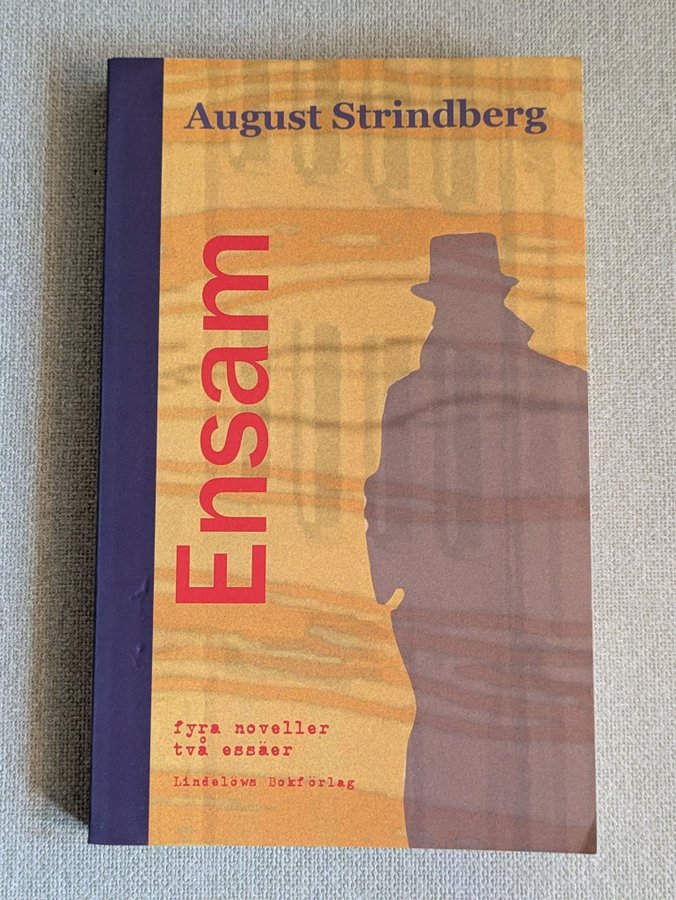 August Strindberg
Ensam
fyra noveller
två essäer
Lindelöws Bokförlag